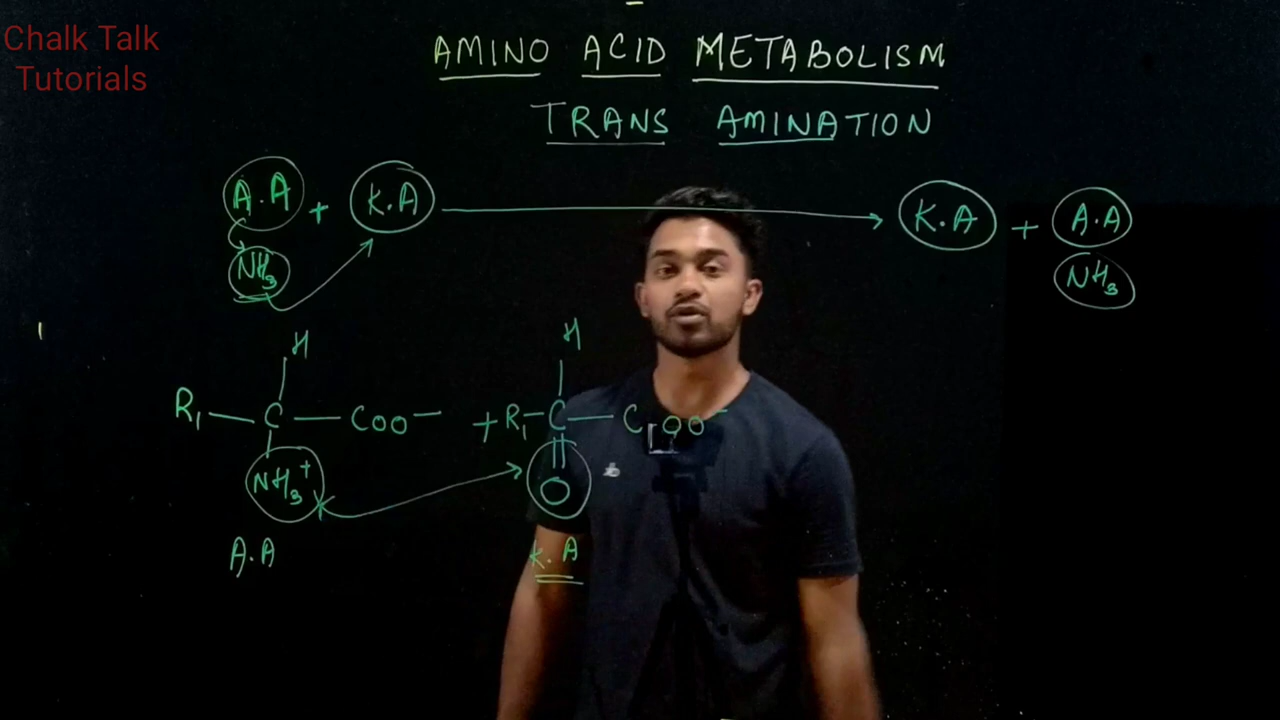 Chalk Talk
Tutorials
AMINO ACID METABOLISM
TRANS AMINATION
A.A + K.A → K.A + A.A
NH₃ NH₃
H H
R₁—C—COO— + R₁—C—COO⁻
NH₃⁺ O
A.A K.A